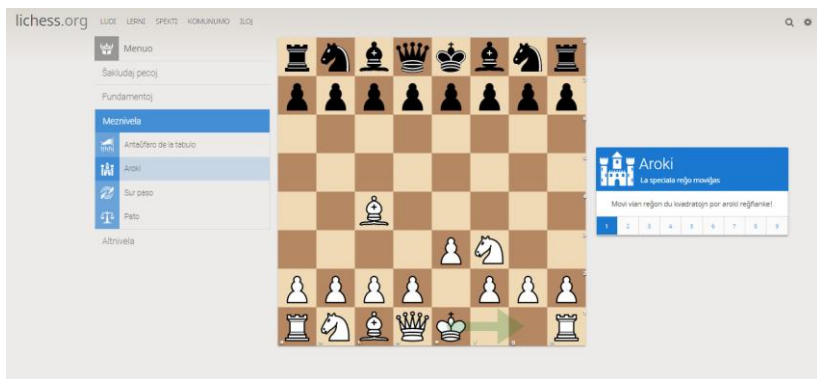 lichess.org LUDI LERNI SPEKTI KOMUNUMO ILOJ
Menuo
Ŝakludaj pecoj
Fundamentoj
Meznivela
Antaŭfaro de la tabulo
Aroki
Sur paso
Pato
Altnivela
Aroki
La speciala reĝo moviĝas
Movi vian reĝon du kvadratojn por aroki reĝflanke!
1 2 3 4 5 6 7 8 9